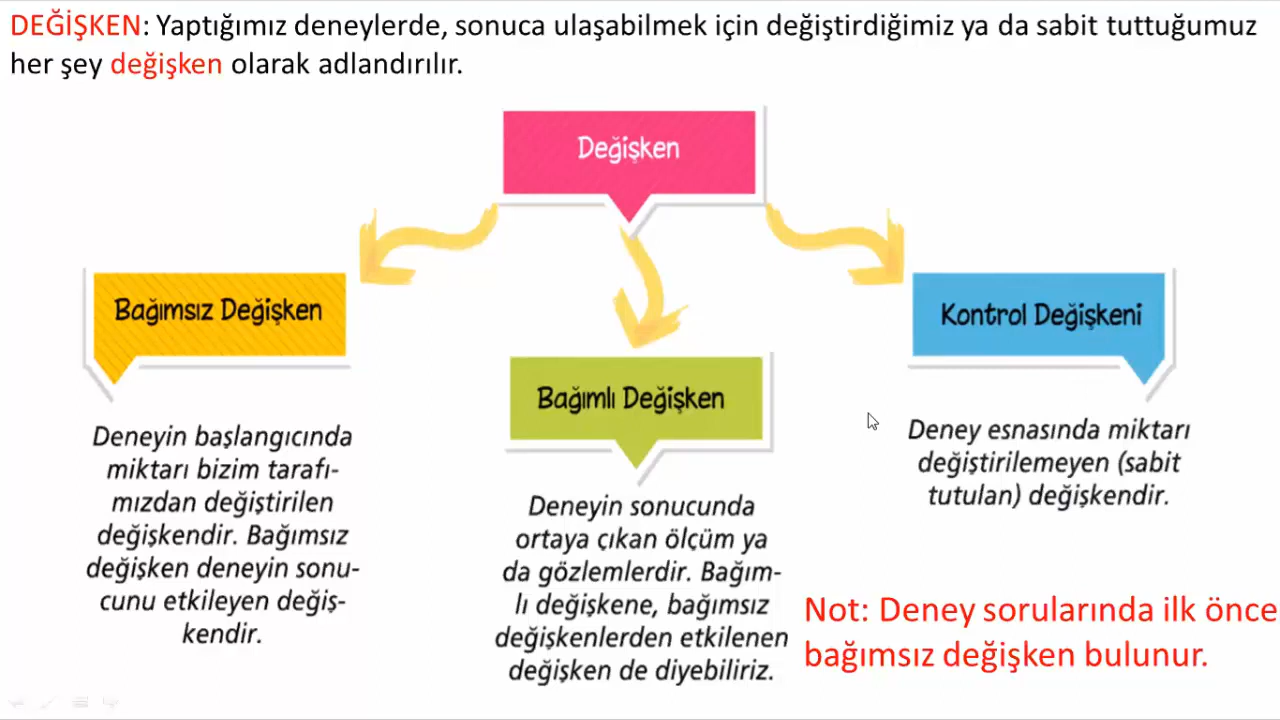 DEĞİŞKEN: Yaptığımız deneylerde, sonuca ulaşabilmek için değiştirdiğimiz ya da sabit tuttuğumuz
her şey değişken olarak adlandırılır.
Değişken
Bağımsız Değişken
Deneyin başlangıcında
miktarı bizim tarafı-
mızdan değiştirilen
değişkendir. Bağımsız
değişken deneyin sonu-
cunu etkileyen değiş-
kendir.
Bağımlı Değişken
Deneyin sonucunda
ortaya çıkan ölçüm ya
da gözlemlerdir. Bağım-
lı değişkene, bağımsız
değişkenlerden etkilenen
değişken de diyebiliriz.
Kontrol Değişkeni
Deney esnasında miktarı
değiştirilemeyen (sabit
tutulan) değişkendir.
Not: Deney sorularında ilk önce
bağımsız değişken bulunur.